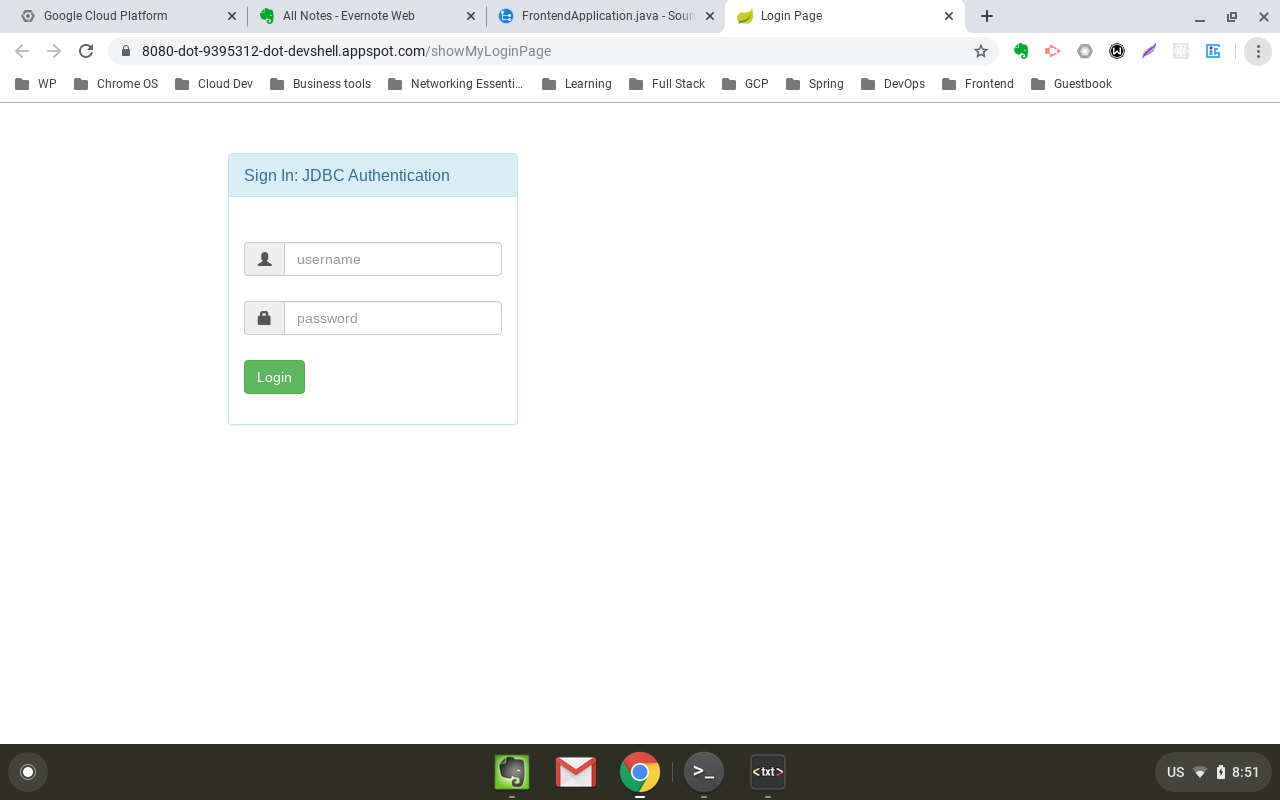 Google Cloud Platform
All Notes - Evernote Web
FrontendApplication.java - Sour
Login Page
8080-dot-9395312-dot-devshell.appspot.com/showMyLoginPage
WP
Chrome OS
Cloud Dev
Business tools
Networking Essenti...
Learning
Full Stack
GCP
Spring
DevOps
Frontend
Guestbook
Sign In: JDBC Authentication
username
password
Login
>_
< txt >
US
8:51